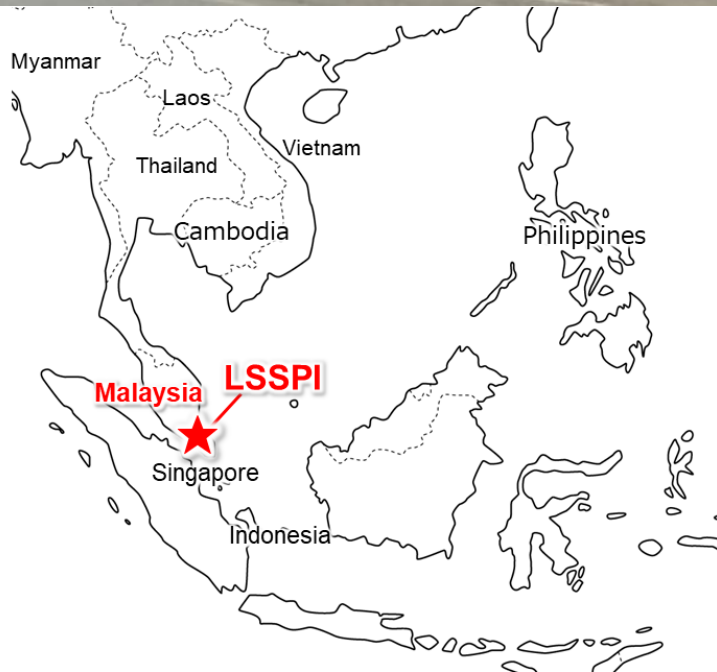 Myanmar
Laos
Vietnam
Thailand
Cambodia
Philippines
LSSPI
Malaysia
Singapore
Indonesia